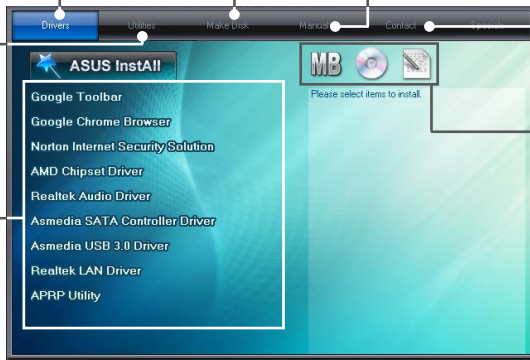 Drivers Utilities Make Disk Manual Contact Specials
ASUS InstAll
MB
Please select items to install.
Google Toolbar
Google Chrome Browser
Norton Internet Security Solution
AMD Chipset Driver
Realtek Audio Driver
Asmedia SATA Controller Driver
Asmedia USB 3.0 Driver
Realtek LAN Driver
APRP Utility